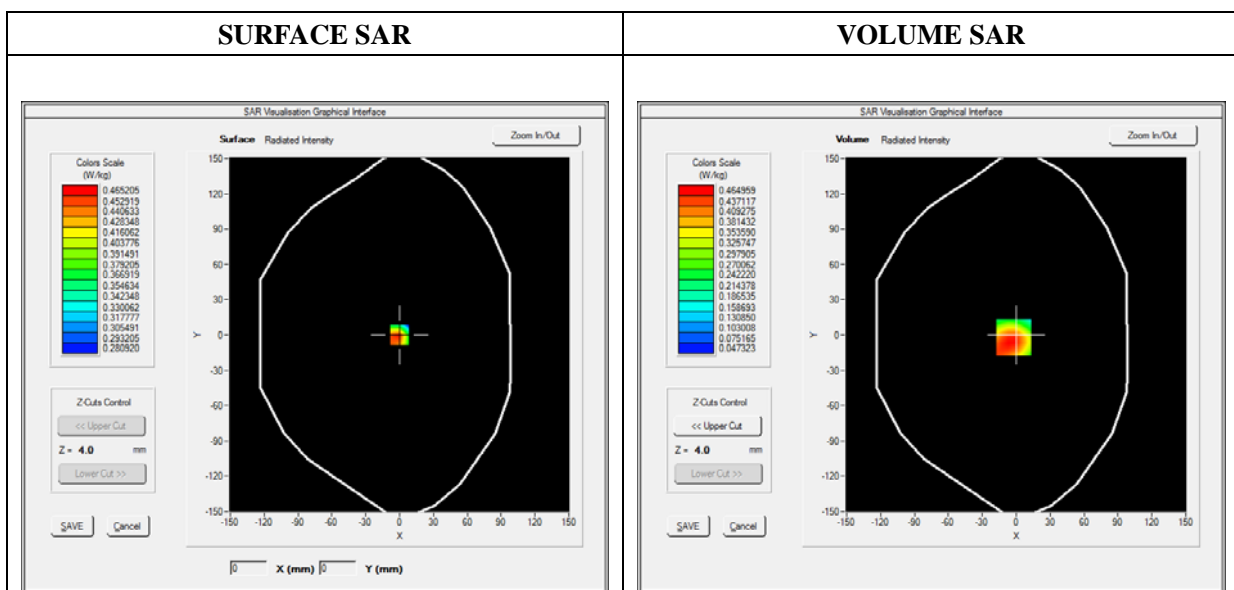 SURFACE SAR
VOLUME SAR
SAR Visualisation Graphical Interface
Surface Radiated Intensity
Zoom In/Out
Colors Scale
(W/kg)
0.465205
0.452919
0.440633
0.428348
0.416062
0.403776
0.391491
0.379205
0.366919
0.354634
0.342348
0.330062
0.317777
0.305491
0.293205
0.280920
150
120
90
60
30
0
-30
-60
-90
-120
-150
Y
-150 -120 -90 -60 -30 0 30 60 90 120 150
X
Z-Cuts Control
<< Upper Cut
Z = 4.0 mm
Lower Cut >>
SAVE Cancel
0 X (mm) 0 Y (mm)
SAR Visualisation Graphical Interface
Volume Radiated Intensity
Zoom In/Out
Colors Scale
(W/kg)
0.464959
0.437117
0.409275
0.381432
0.353590
0.325747
0.297905
0.270062
0.242220
0.214378
0.186535
0.158693
0.130850
0.103008
0.075165
0.047323
150
120
90
60
30
0
-30
-60
-90
-120
-150
Y
-150 -120 -90 -60 -30 0 30 60 90 120 150
X
Z-Cuts Control
<< Upper Cut
Z = 4.0 mm
Lower Cut >>
SAVE Cancel